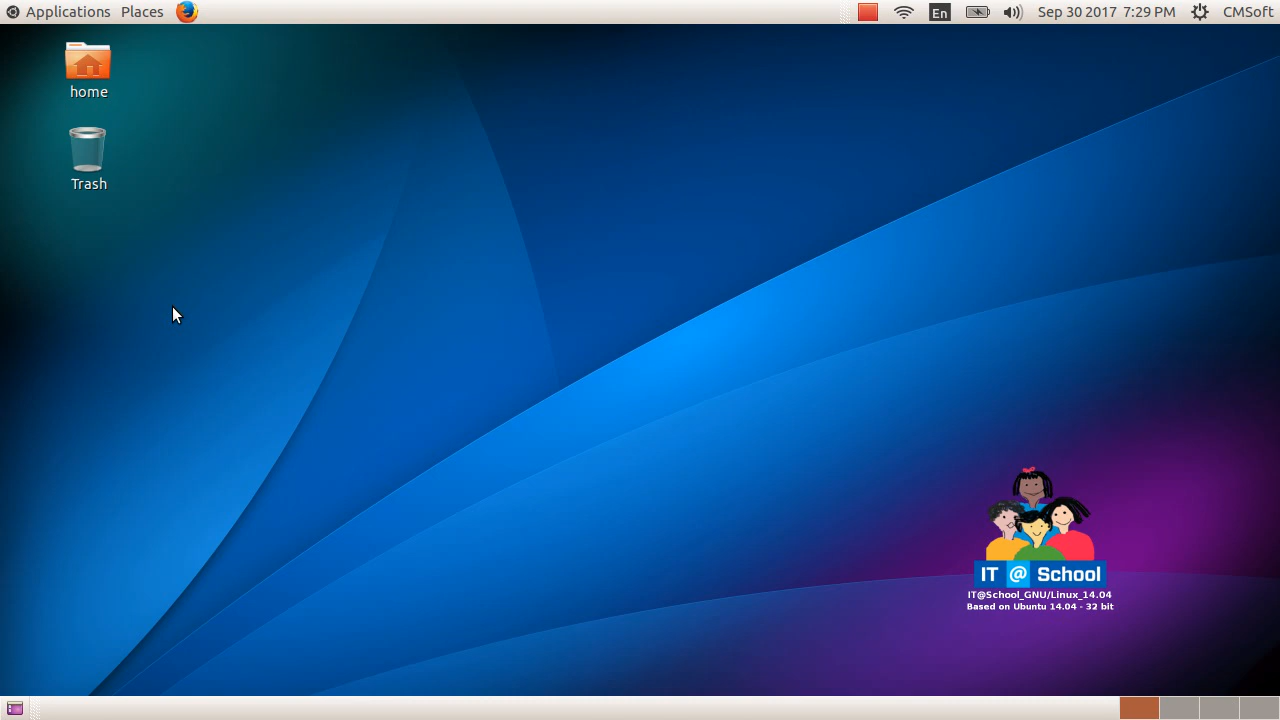 Applications Places
En Sep 30 2017 7:29 PM CMSoft
home
Trash
IT @ School
IT@School_GNU/Linux_14.04
Based on Ubuntu 14.04 - 32 bit